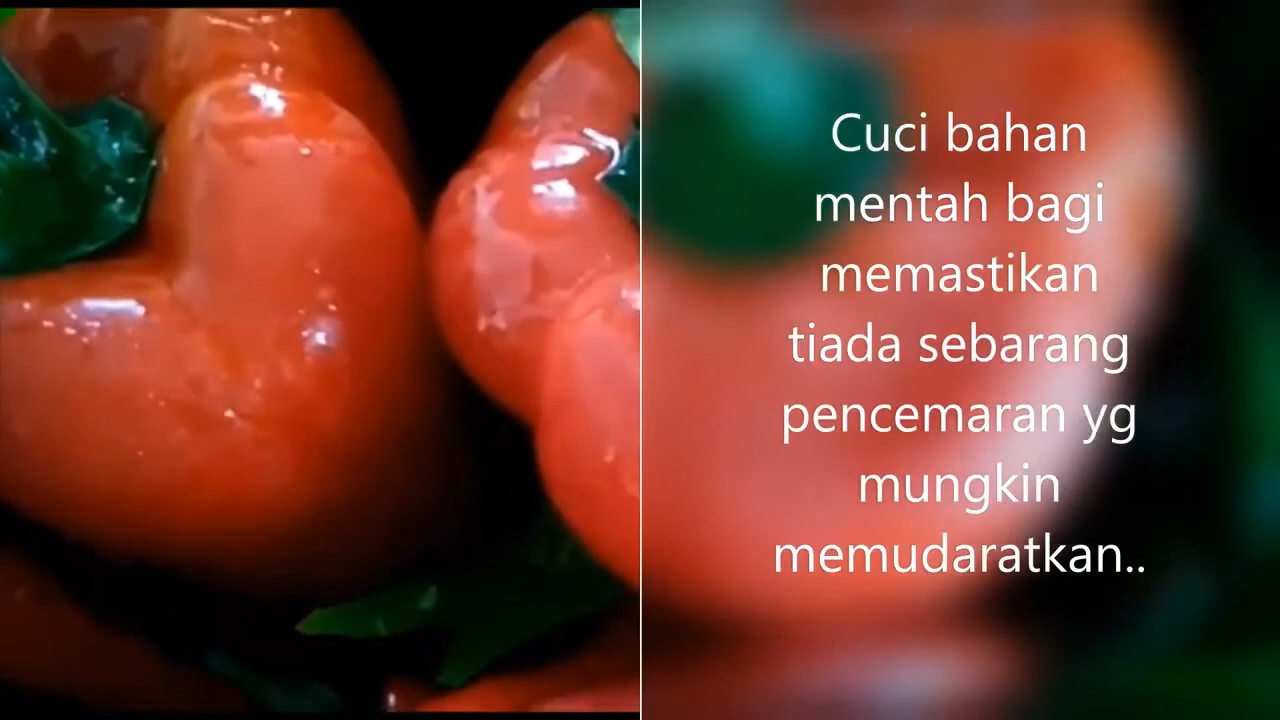 Cuci bahan
mentah bagi
memastikan
tiada sebarang
pencemaran yg
mungkin
memudaratkan..